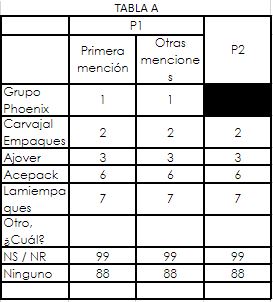 TABLA A
P1
Primera mención
Otras menciones
P2
Grupo Phoenix 1 1
Carvajal Empaques 2 2 2
Ajover 3 3 3
Acepack 6 6 6
Lamiempaques 7 7 7
Otro, ¿Cuál?
NS / NR 99 99 99
Ninguno 88 88 88